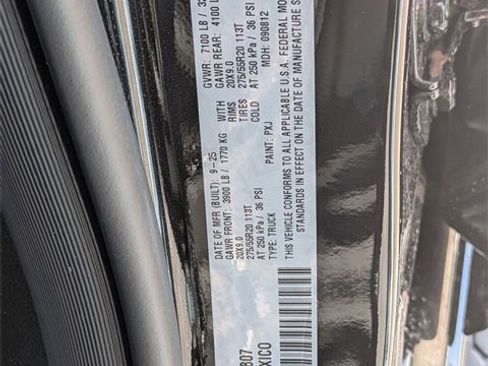 DATE OF MFR (BUILT): 9-25 GVWR: 7100 LB / 32
GAWR FRONT: 3900 LB / 1770 KG WITH GAWR REAR: 4100 LB
20X9.0 RIMS 20X9.0
275/55R20 113T TIRES 275/55R20 113T
AT 250 kPa / 36 PSI COLD AT 250 kPa / 36 PSI
TYPE: TRUCK PAINT: PXJ MDH: 090812
THIS VEHICLE CONFORMS TO ALL APPLICABLE U.S.A. FEDERAL MO
STANDARDS IN EFFECT ON THE DATE OF MANUFACTURE S
807
XICO